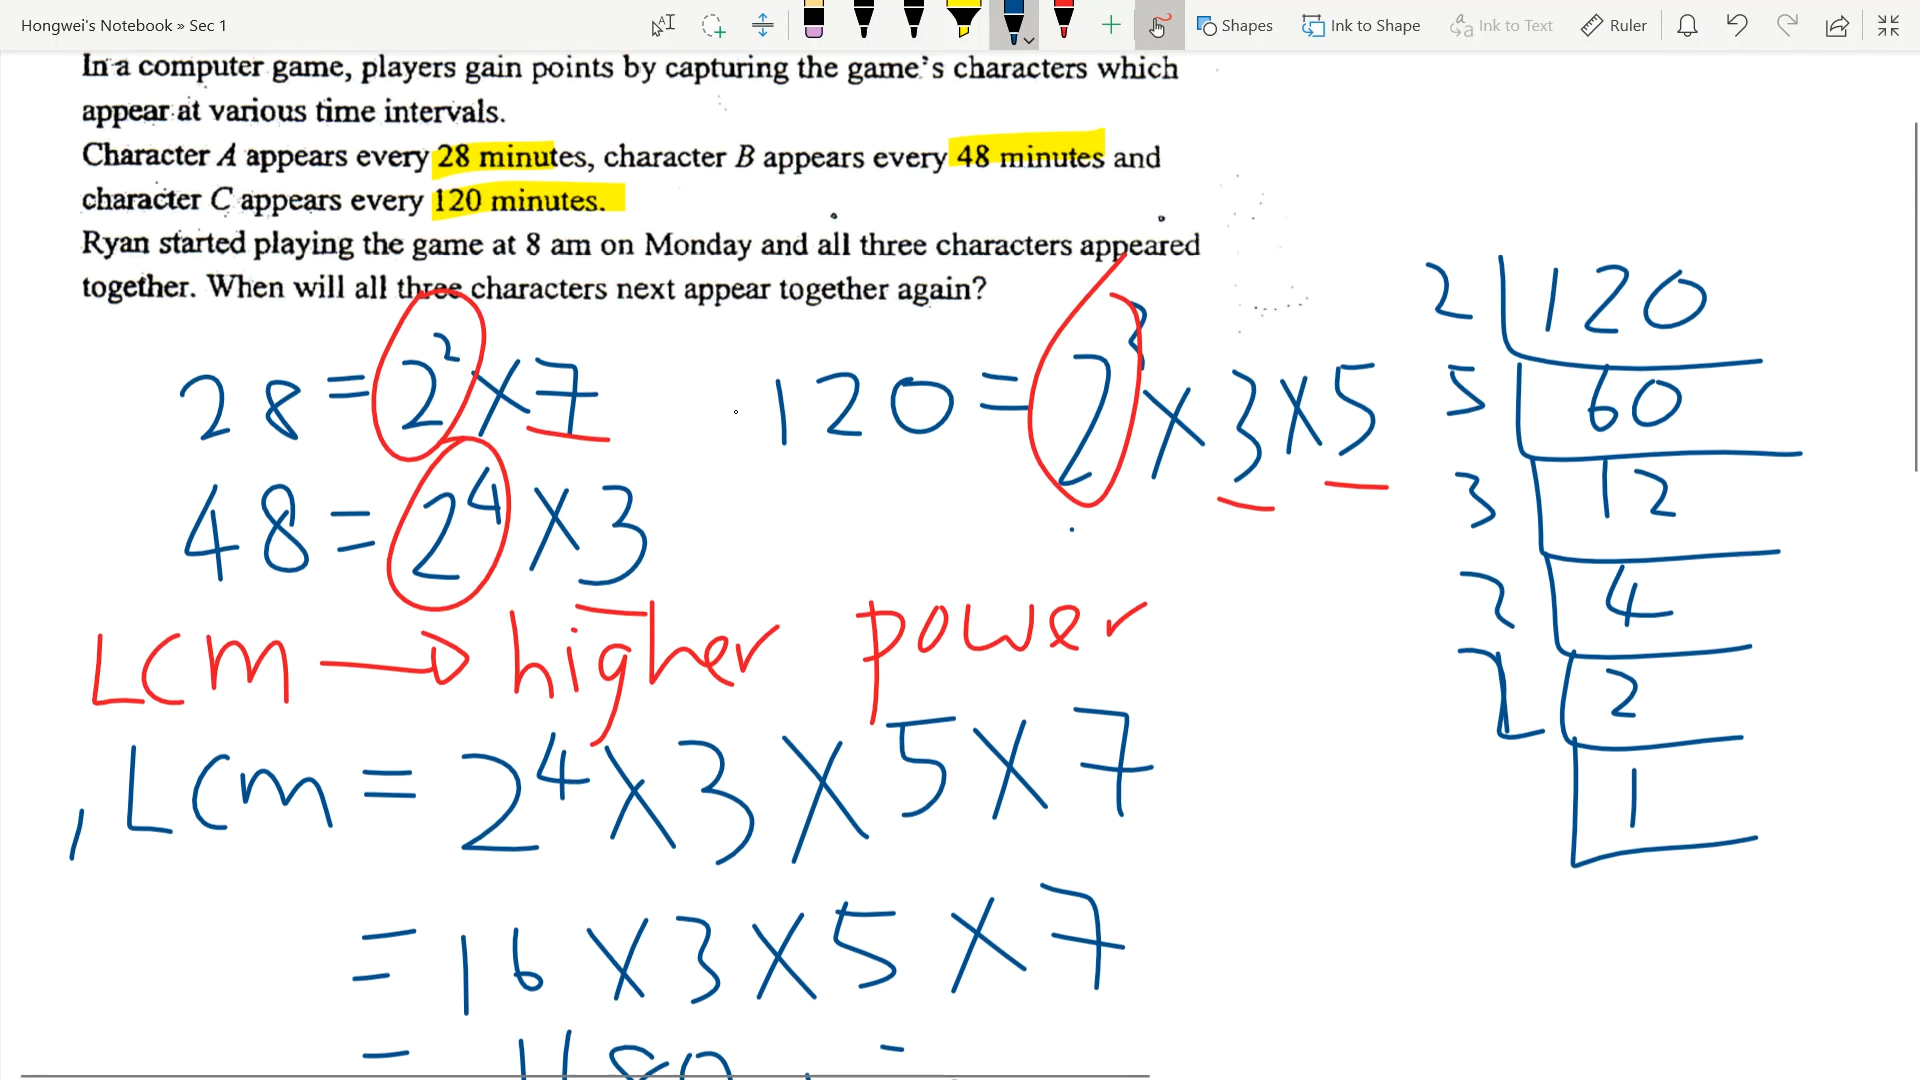 Hongwei's Notebook » Sec 1
Shapes Ink to Shape Ink to Text Ruler
In a computer game, players gain points by capturing the game's characters which
appear at various time intervals.
Character A appears every 28 minutes, character B appears every 48 minutes and
character C appears every 120 minutes.
Ryan started playing the game at 8 am on Monday and all three characters appeared
together. When will all three characters next appear together again?
28 = 2² × 7
120 = 2³ × 3 × 5
48 = 2⁴ × 3
LCM → higher power
LCM = 2⁴ × 3 × 5 × 7
= 16 × 3 × 5 × 7
2 120
5 60
3 12
2 4
2 2
1